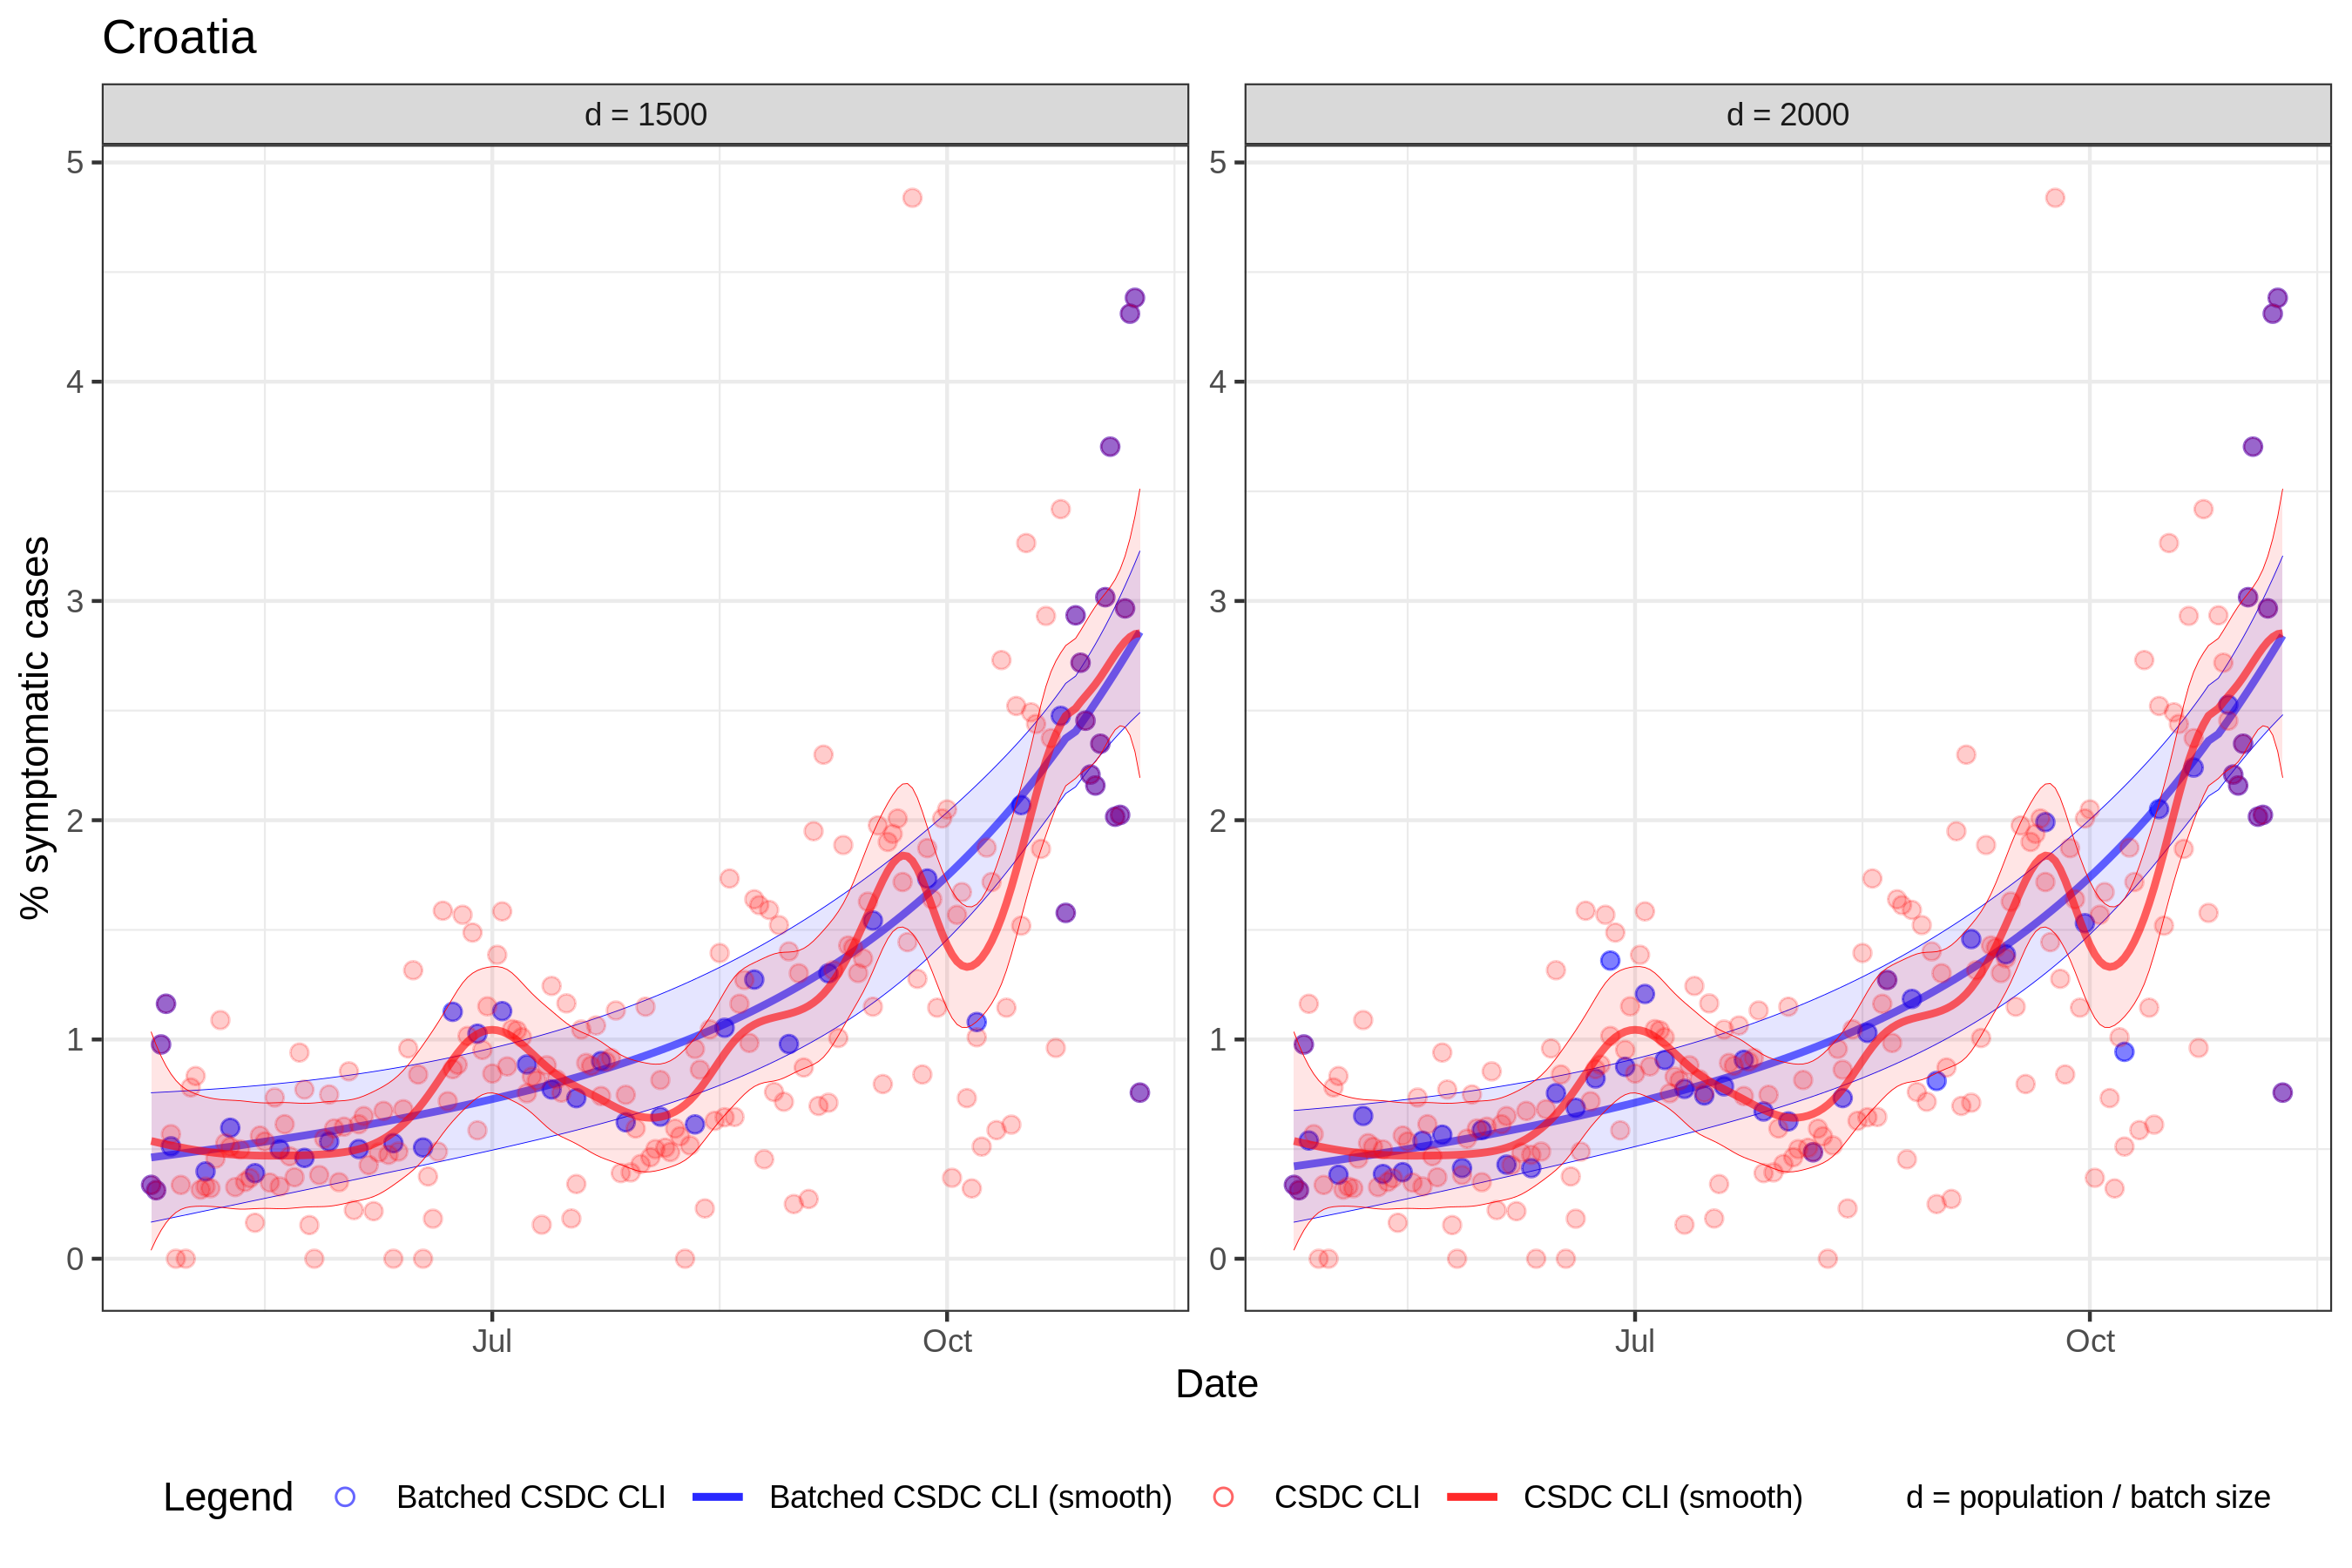 Croatia
d = 1500
d = 2000
% symptomatic cases
5
4
3
2
1
0
5
4
3
2
1
0
Jul
Oct
Jul
Oct
Date
Legend Batched CSDC CLI Batched CSDC CLI (smooth) CSDC CLI CSDC CLI (smooth) d = population / batch size